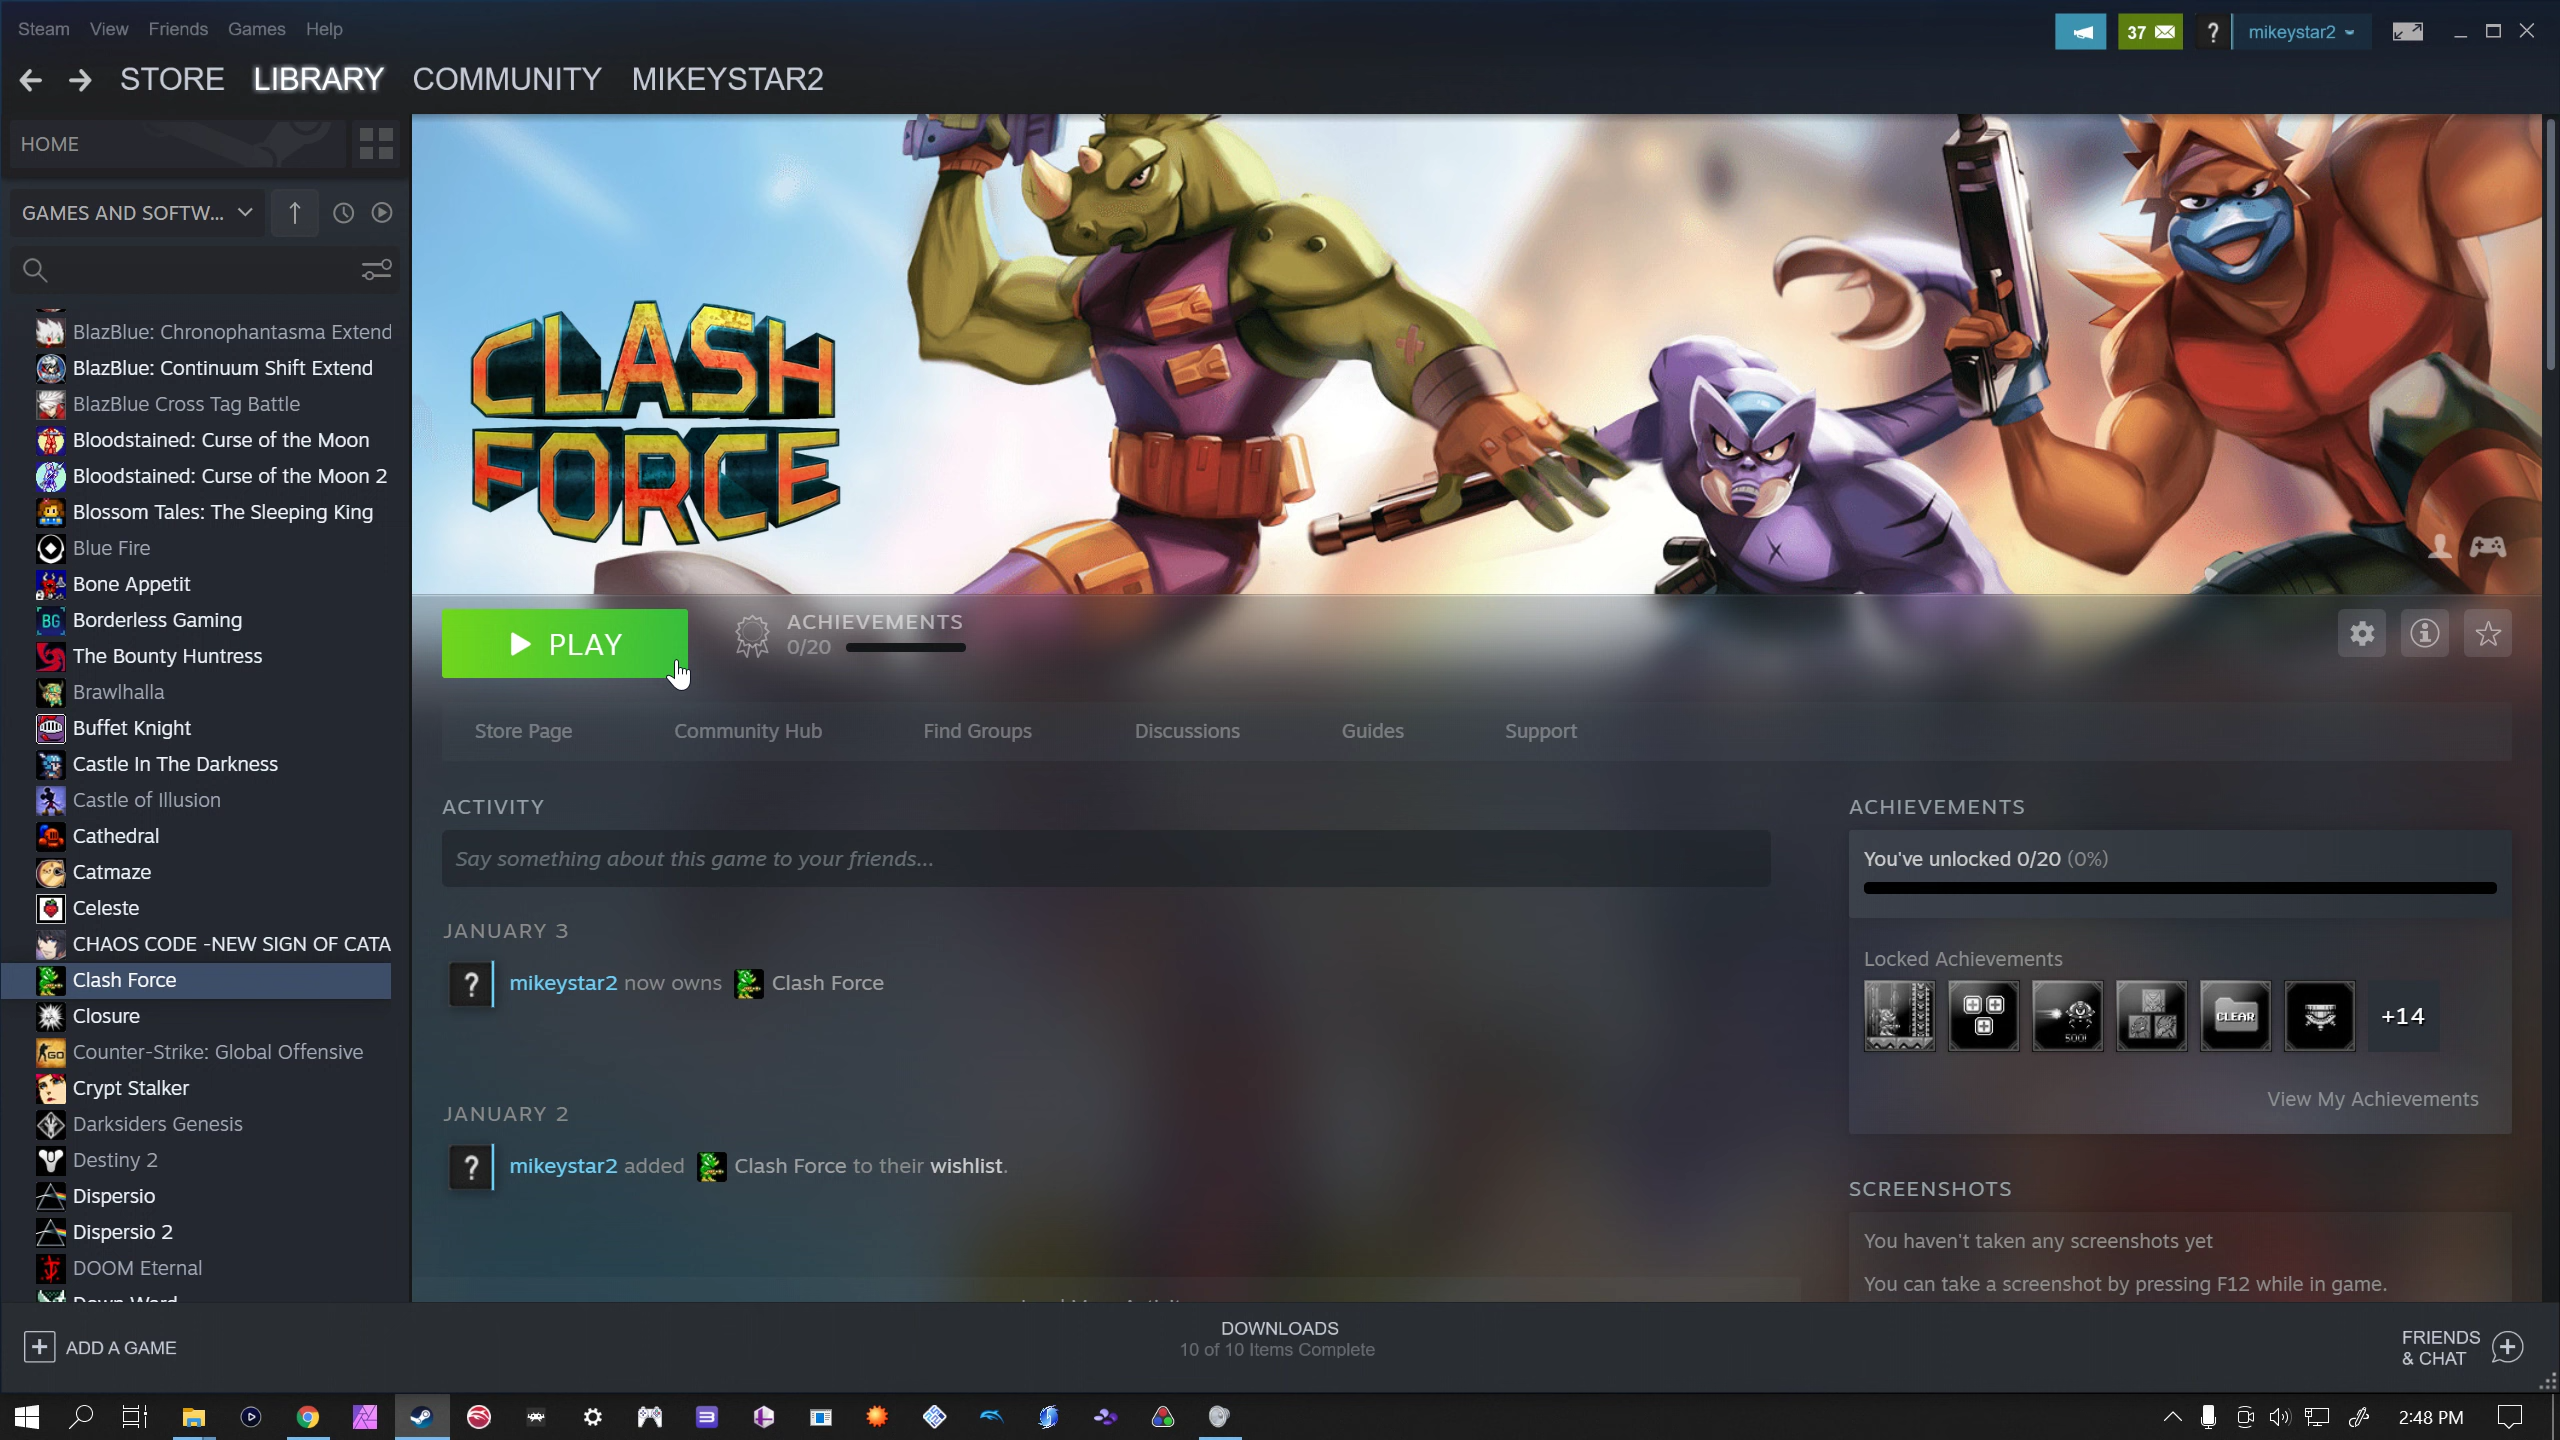 Steam View Friends Games Help
37
?
mikeystar2
STORE LIBRARY COMMUNITY MIKEYSTAR2
HOME
GAMES AND SOFTW...
BlazBlue: Chronophantasma Extend
BlazBlue: Continuum Shift Extend
BlazBlue Cross Tag Battle
Bloodstained: Curse of the Moon
Bloodstained: Curse of the Moon 2
Blossom Tales: The Sleeping King
Blue Fire
Bone Appetit
BG Borderless Gaming
The Bounty Huntress
Brawlhalla
Buffet Knight
Castle In The Darkness
Castle of Illusion
Cathedral
Catmaze
Celeste
CHAOS CODE -NEW SIGN OF CATA
Clash Force
Closure
GO Counter-Strike: Global Offensive
Crypt Stalker
Darksiders Genesis
Destiny 2
Dispersio
Dispersio 2
DOOM Eternal
CLASH
FORCE
PLAY
ACHIEVEMENTS
0/20
Store Page Community Hub Find Groups Discussions Guides Support
ACTIVITY
Say something about this game to your friends...
JANUARY 3
? mikeystar2 now owns Clash Force
JANUARY 2
? mikeystar2 added Clash Force to their wishlist.
ACHIEVEMENTS
You've unlocked 0/20 (0%)
Locked Achievements
500!
CLEAR
+14
View My Achievements
SCREENSHOTS
You haven't taken any screenshots yet
You can take a screenshot by pressing F12 while in game.
ADD A GAME
DOWNLOADS
10 of 10 Items Complete
FRIENDS
& CHAT
2:48 PM